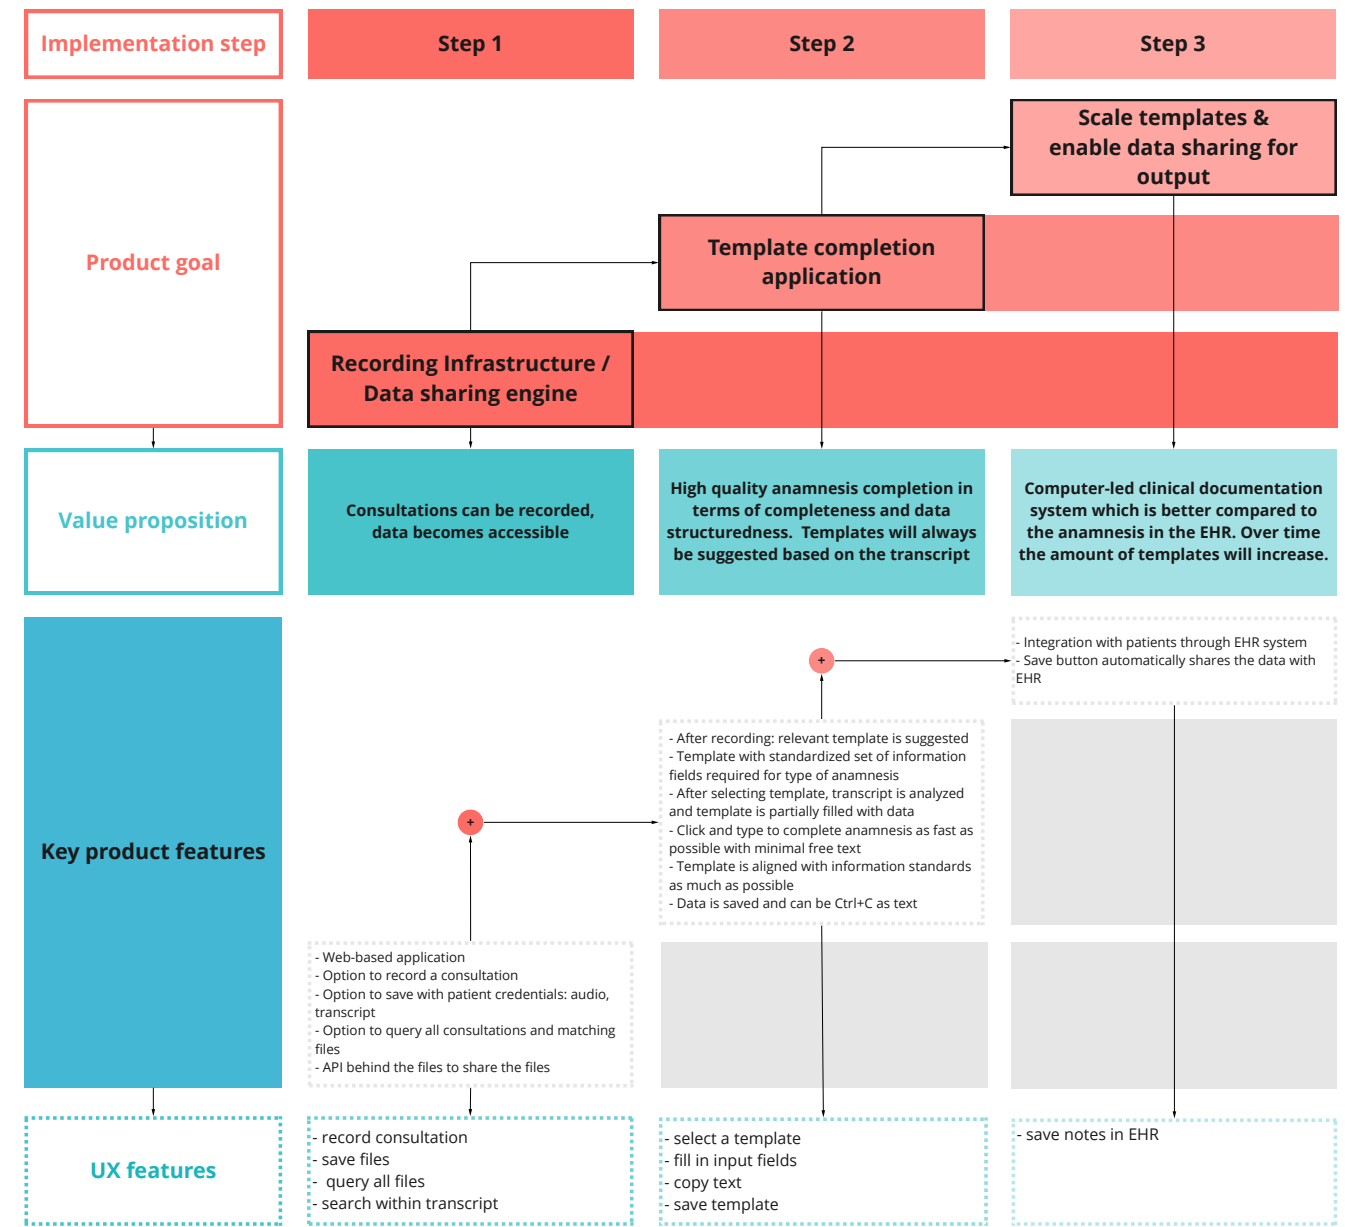 Implementation step
Step 1
Step 2
Step 3
Product goal
Scale templates &
enable data sharing for
output
Template completion
application
Recording Infrastructure /
Data sharing engine
Value proposition
Consultations can be recorded,
data becomes accessible
High quality anamnesis completion in
terms of completeness and data
structuredness.  Templates will always
be suggested based on the transcript
Computer-led clinical documentation
system which is better compared to
the anamnesis in the EHR. Over time
the amount of templates will increase.
Key product features
+
- Web-based application
- Option to record a consultation
- Option to save with patient credentials: audio,
transcript
- Option to query all consultations and matching
files
- API behind the files to share the files
+
- After recording: relevant template is suggested
- Template with standardized set of information
fields required for type of anamnesis
- After selecting template, transcript is analyzed
and template is partially filled with data
- Click and type to complete anamnesis as fast as
possible with minimal free text
- Template is aligned with information standards
as much as possible
- Data is saved and can be Ctrl+C as text
- Integration with patients through EHR system
- Save button automatically shares the data with
EHR
UX features
- record consultation
- save files
-  query all files
- search within transcript
- select a template
- fill in input fields
- copy text
- save template
- save notes in EHR